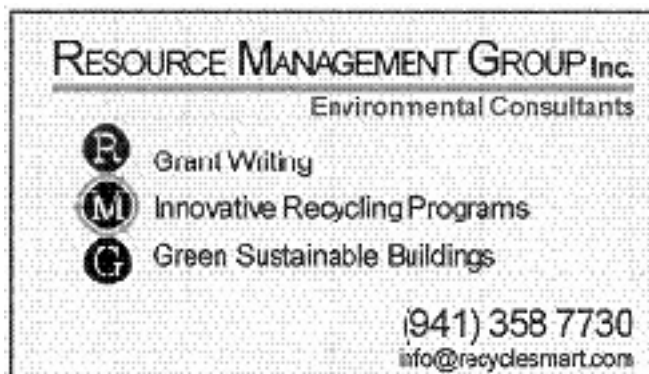 RESOURCE MANAGEMENT GROUP Inc.
Environmental Consultants
R Grant Writing
M Innovative Recycling Programs
G Green Sustainable Buildings
(941) 358 7730
info@recyclesmart.com